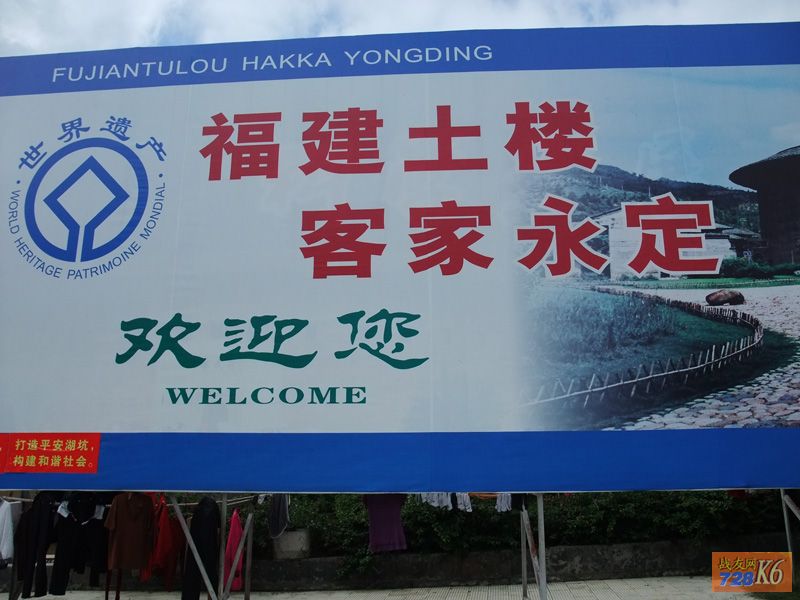 FUJIANTULOU HAKKA YONGDING
世界遗产
· WORLD HERITAGE PATRIMOINE MONDIAL ·
福建土楼
客家永定
欢迎您
WELCOME
打造平安湖坑，
构建和谐社会。
战友网
728K6